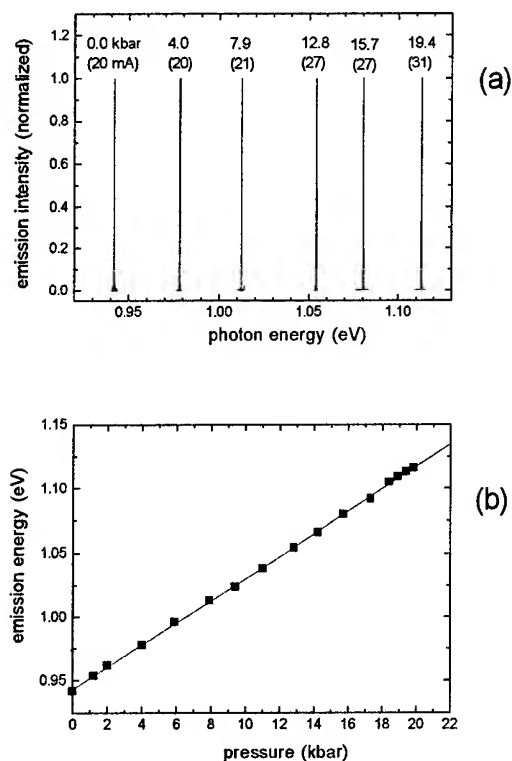 0.0 kbar 4.0 7.9 12.8 15.7 19.4
(20 mA) (20) (21) (27) (27) (31)
(a)
emission intensity (normalized)
1.2
1.0
0.8
0.6
0.4
0.2
0.0
0.95 1.00 1.05 1.10
photon energy (eV)
(b)
emission energy (eV)
1.15
1.10
1.05
1.00
0.95
0 2 4 6 8 10 12 14 16 18 20 22
pressure (kbar)